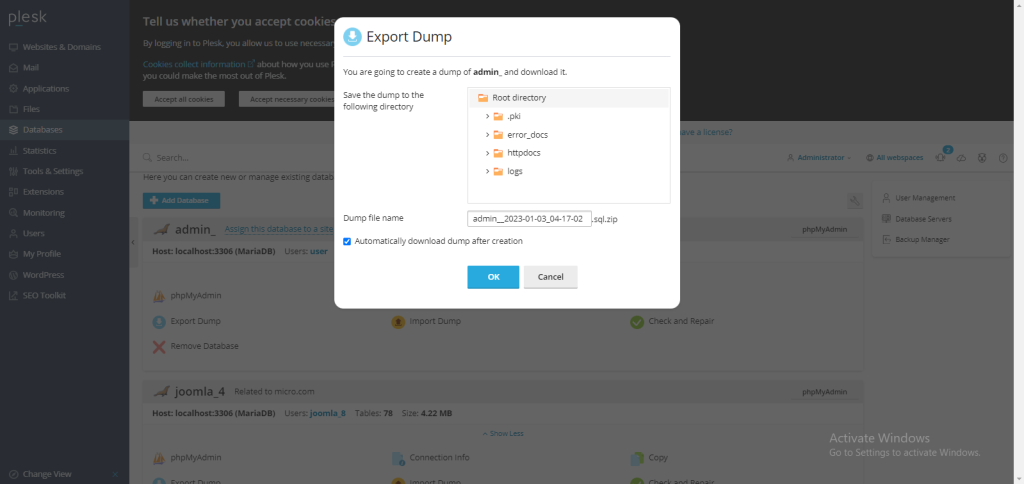 plesk
Websites & Domains
Mail
Applications
Files
Databases
Statistics
Tools & Settings
Extensions
Monitoring
Users
My Profile
WordPress
SEO Toolkit
Change View
Tell us whether you accept cookies
By logging in to Plesk, you allow us to use necessary
Cookies collect information
about how you use
you could make the most out of Plesk.
Accept all cookies
Accept necessary cookies
have a license?
Search...
Administrator
All webspaces
2
Here you can create new or manage existing datab
Add Database
admin_ Assign this database to a site
phpMyAdmin
Host: localhost:3306 (MariaDB) Users: user
phpMyAdmin
Export Dump
Import Dump
Check and Repair
Remove Database
joomla_4 Related to micro.com
phpMyAdmin
Host: localhost:3306 (MariaDB) Users: joomla_8 Tables: 78 Size: 4.22 MB
Show Less
phpMyAdmin
Connection Info
Copy
Export Dump
Import Dump
Check and Repair
User Management
Database Servers
Backup Manager
Export Dump
You are going to create a dump of admin_ and download it.
Save the dump to the
following directory
Root directory
.pki
error_docs
httpdocs
logs
Dump file name
admin__2023-01-03_04-17-02 .sql.zip
Automatically download dump after creation
OK
Cancel
Activate Windows
Go to Settings to activate Windows.